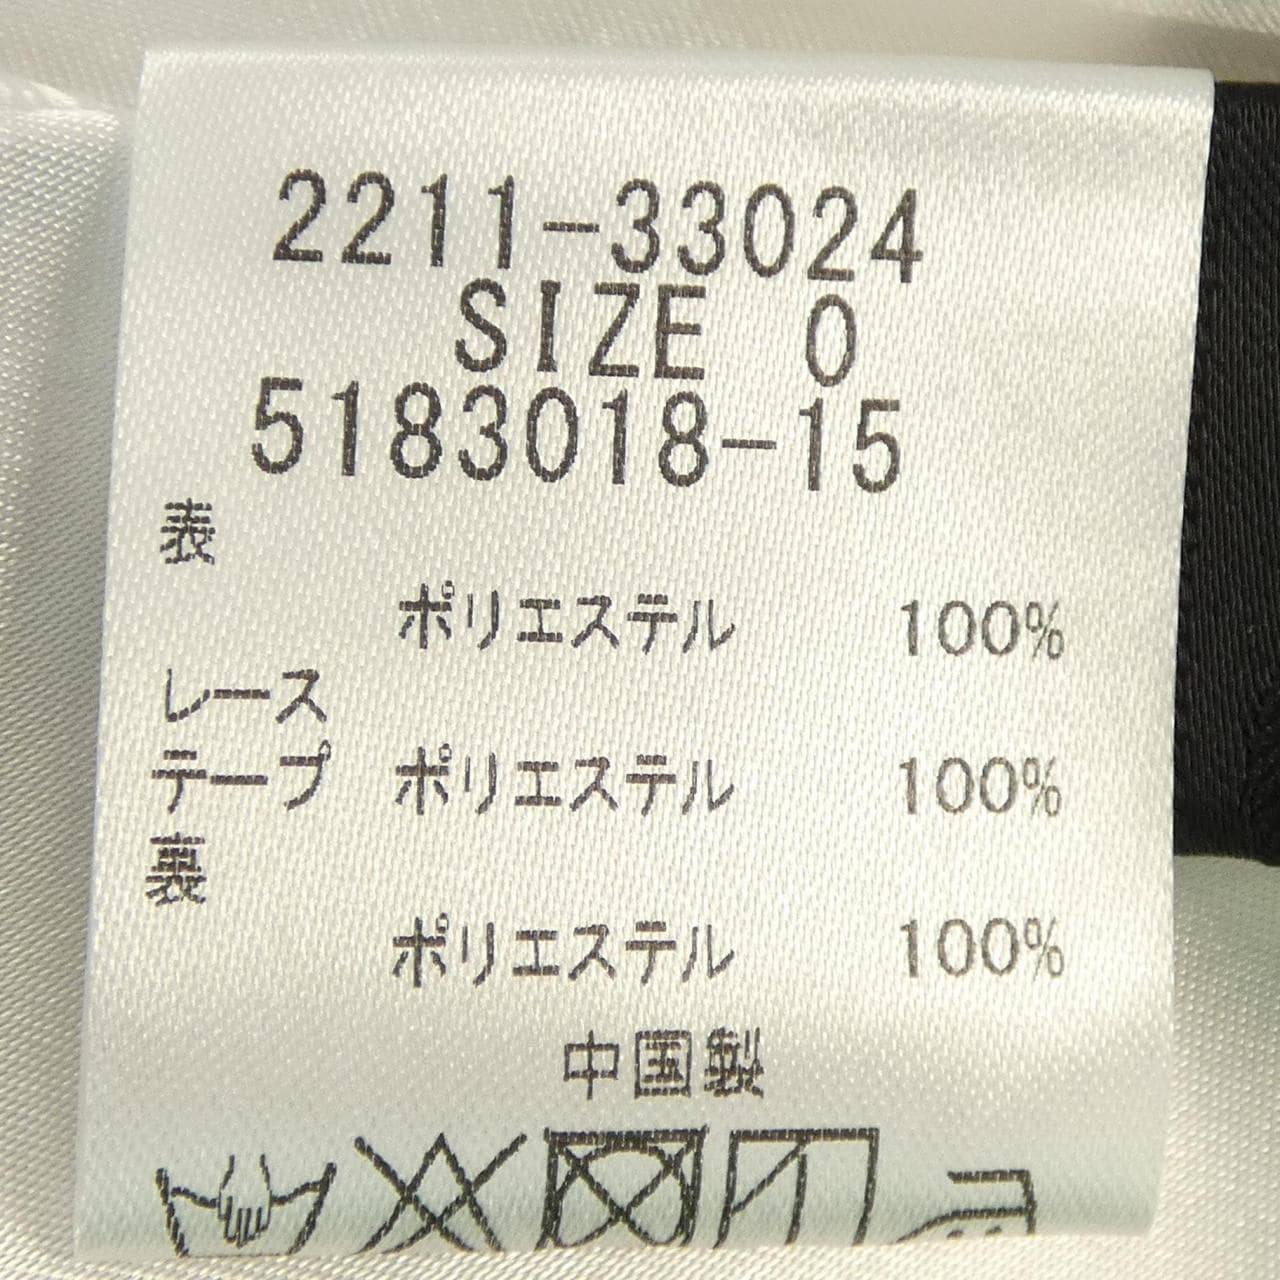 2211-33024
SIZE 0
5183018-15
表
ポリエステル 100%
レース
テープ ポリエステル 100%
裏
ポリエステル 100%
中国製